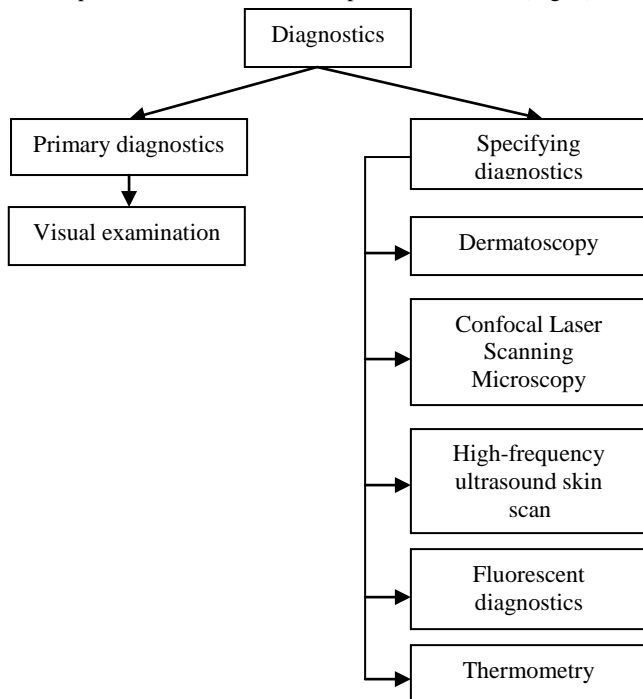 Diagnostics
Primary diagnostics
Visual examination
Specifying
diagnostics
Dermatoscopy
Confocal Laser
Scanning
Microscopy
High-frequency
ultrasound skin
scan
Fluorescent
diagnostics
Thermometry